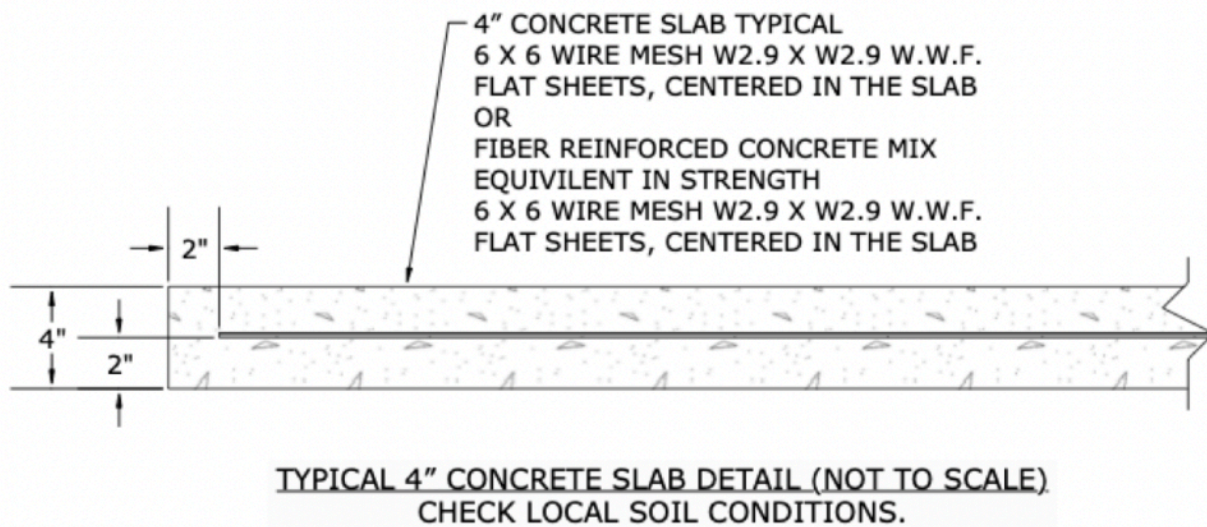 4” CONCRETE SLAB TYPICAL
6 X 6 WIRE MESH W2.9 X W2.9 W.W.F.
FLAT SHEETS, CENTERED IN THE SLAB
OR
FIBER REINFORCED CONCRETE MIX
EQUIVILENT IN STRENGTH
6 X 6 WIRE MESH W2.9 X W2.9 W.W.F.
FLAT SHEETS, CENTERED IN THE SLAB
2"
4"
2"
TYPICAL 4” CONCRETE SLAB DETAIL (NOT TO SCALE)
CHECK LOCAL SOIL CONDITIONS.